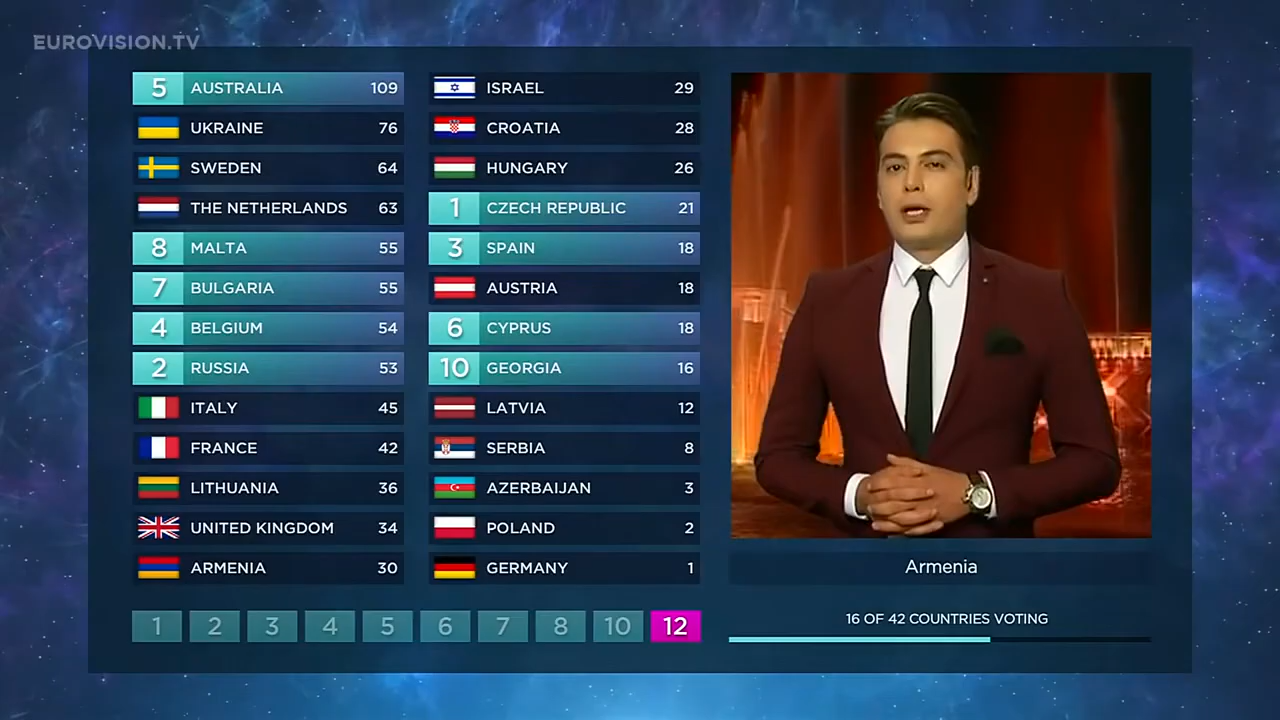 EUROVISION.TV
5 AUSTRALIA 109
UKRAINE 76
SWEDEN 64
THE NETHERLANDS 63
8 MALTA 55
7 BULGARIA 55
4 BELGIUM 54
2 RUSSIA 53
ITALY 45
FRANCE 42
LITHUANIA 36
UNITED KINGDOM 34
ARMENIA 30
ISRAEL 29
CROATIA 28
HUNGARY 26
1 CZECH REPUBLIC 21
3 SPAIN 18
AUSTRIA 18
6 CYPRUS 18
10 GEORGIA 16
LATVIA 12
SERBIA 8
AZERBAIJAN 3
POLAND 2
GERMANY 1
1 2 3 4 5 6 7 8 10 12
Armenia
16 OF 42 COUNTRIES VOTING